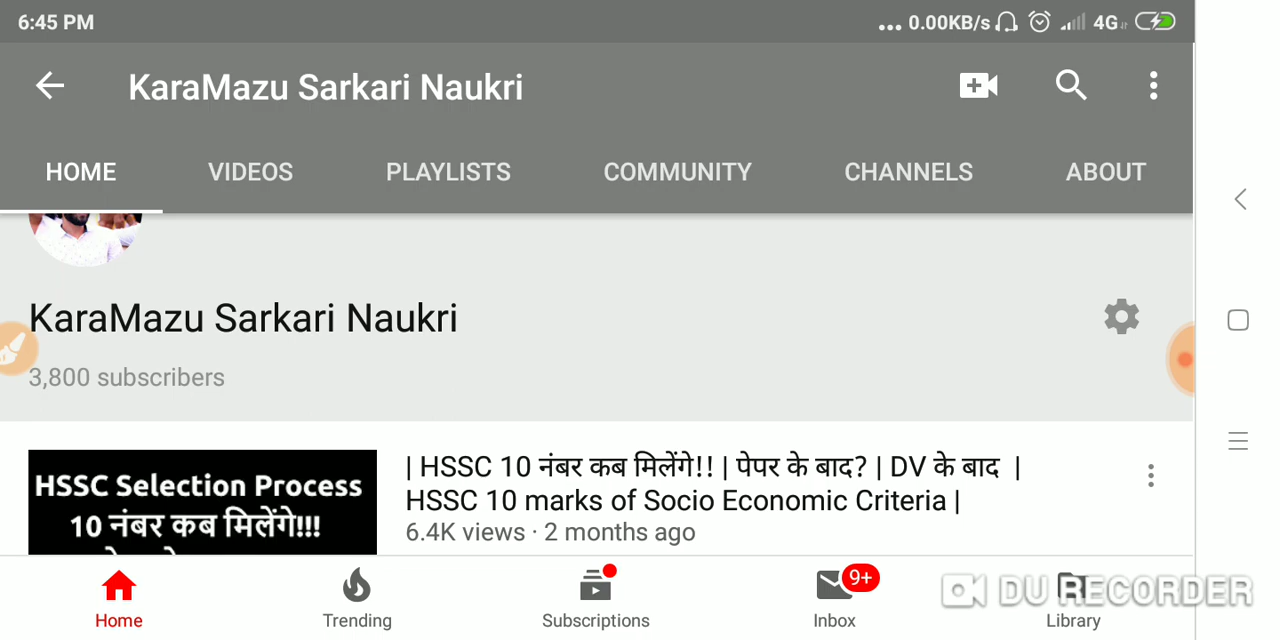 6:45 PM
... 0.00KB/s 4G
KaraMazu Sarkari Naukri
HOME VIDEOS PLAYLISTS COMMUNITY CHANNELS ABOUT
KaraMazu Sarkari Naukri
3,800 subscribers
HSSC Selection Process
10 नंबर कब मिलेंगे!!!
| HSSC 10 नंबर कब मिलेंगे!! | पेपर के बाद? | DV के बाद |
HSSC 10 marks of Socio Economic Criteria |
6.4K views · 2 months ago
9+
DU RECORDER
Home Trending Subscriptions Inbox Library